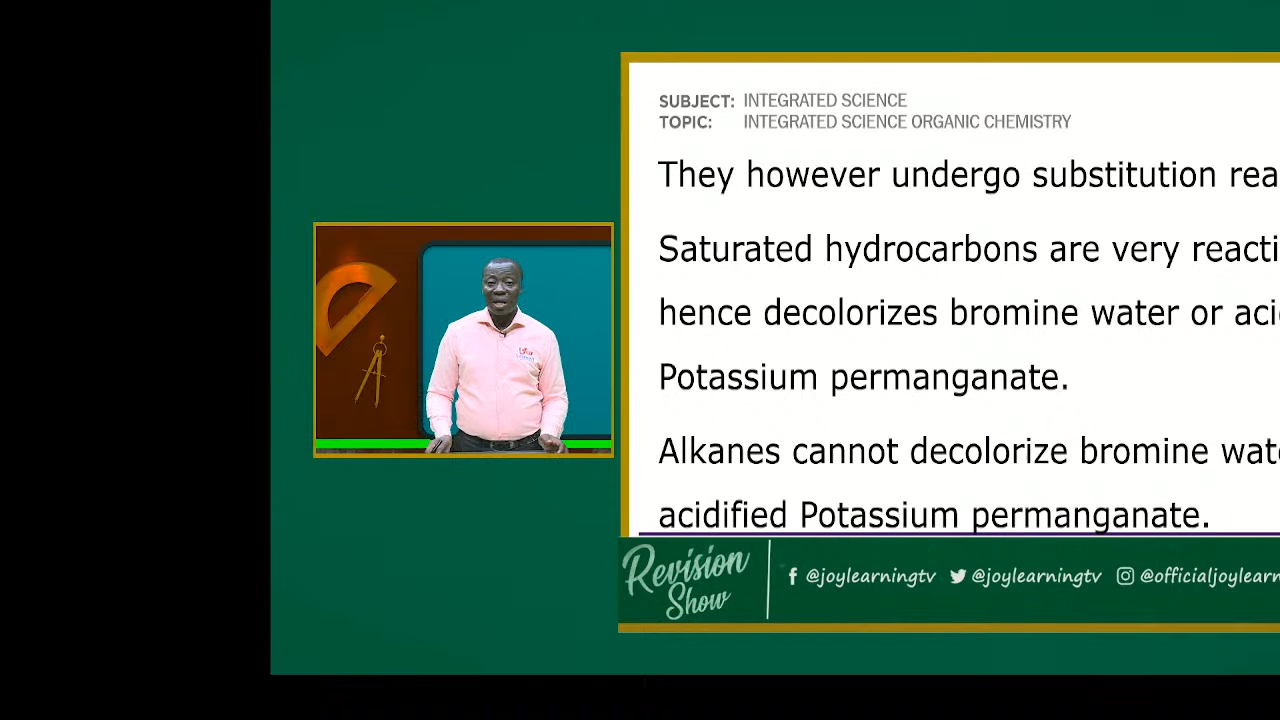 SUBJECT: INTEGRATED SCIENCE
TOPIC: INTEGRATED SCIENCE ORGANIC CHEMISTRY
They however undergo substitution rea
Saturated hydrocarbons are very reacti
hence decolorizes bromine water or aci
Potassium permanganate.
Alkanes cannot decolorize bromine wat
acidified Potassium permanganate.
Revision Show
@joylearningtv @joylearningtv @officialjoylearn